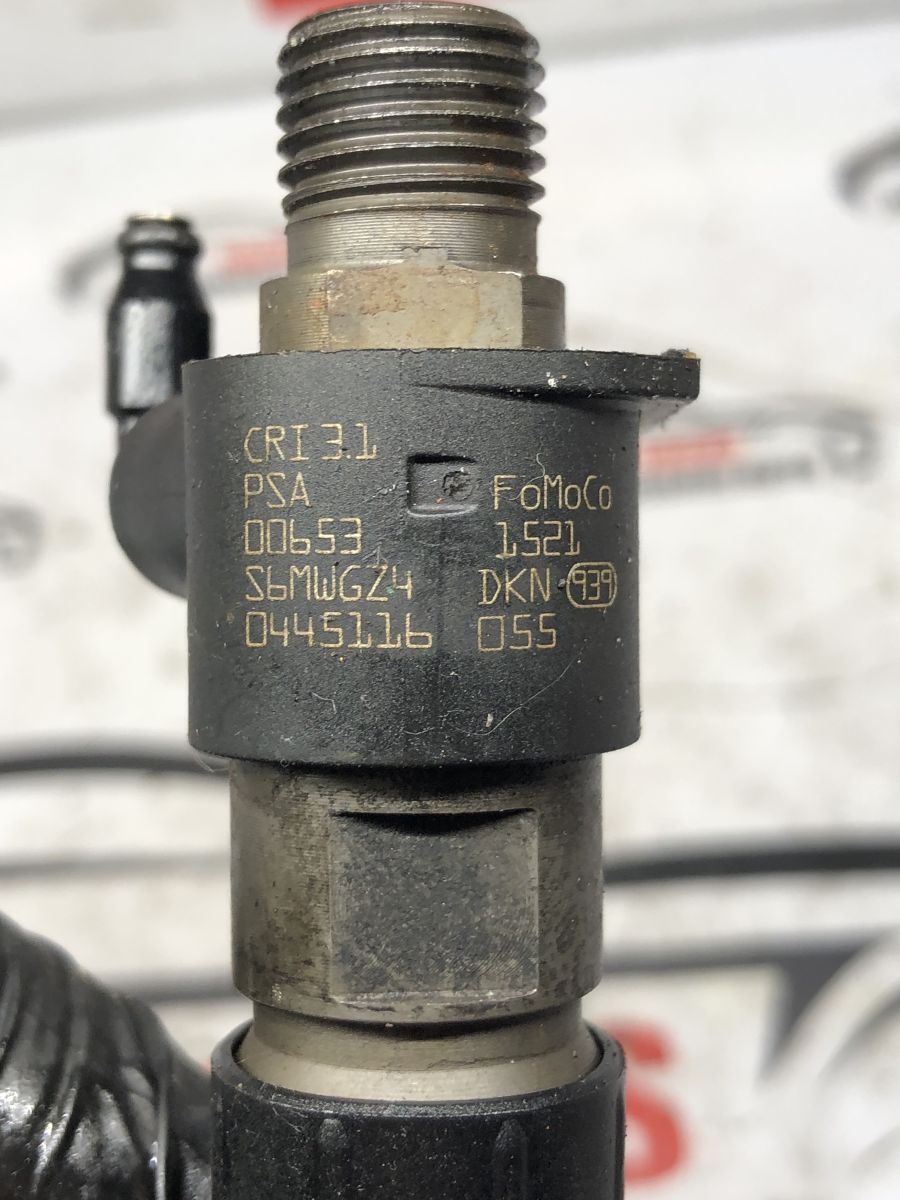 CRI 3.1
PSA FoMoCo
00653 1521
S6MWGZ4 DKN 939
0445116 055